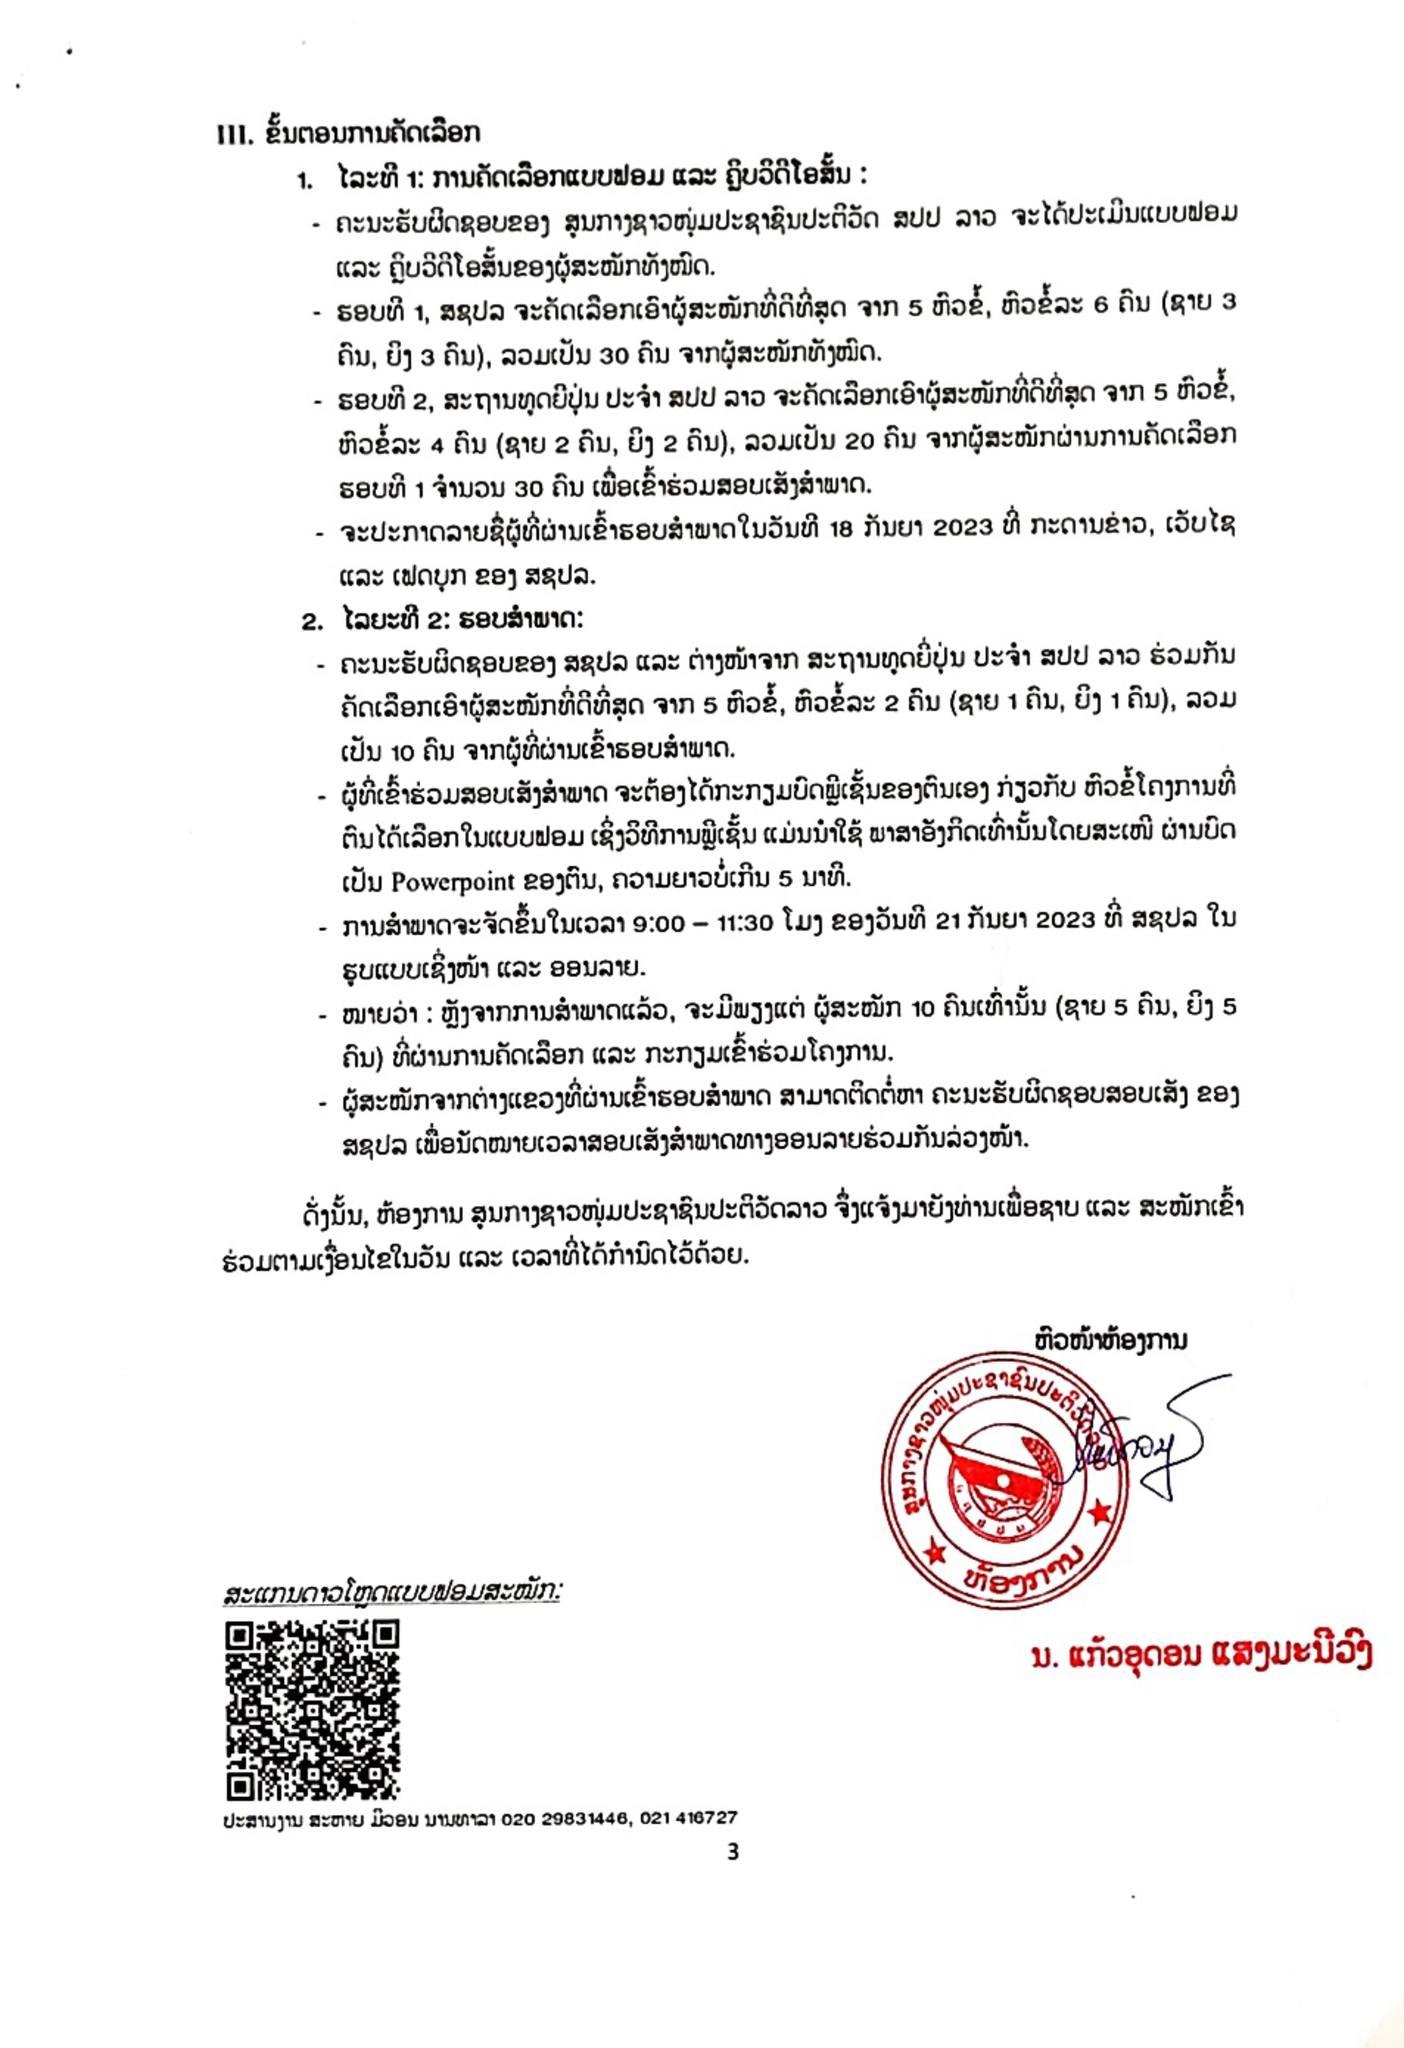 III. ຂັ້ນຕອນການຄັດເລືອກ
1. ໄລະທີ 1: ການຄັດເລືອກແບບຟອມ ແລະ ຄຼິບວີດີໂອສັ້ນ :
- ຄະນະຮັບຜິດຊອບຂອງ ສູນກາງຊາວໜຸ່ມປະຊາຊົນປະຕິວັດ ສປປ ລາວ ຈະໄດ້ປະເມີນແບບຟອມ
ແລະ ຄຼິບວີດີໂອສັ້ນຂອງຜູ້ສະໝັກທັງໝົດ.
- ຮອບທີ 1, ສຊປລ ຈະຄັດເລືອກເອົາຜູ້ສະໝັກທີ່ດີທີ່ສຸດ ຈາກ 5 ຫົວຂໍ້, ຫົວຂໍ້ລະ 6 ຄົນ (ຊາຍ 3
ຄົນ, ຍິງ 3 ຄົນ), ລວມເປັນ 30 ຄົນ ຈາກຜູ້ສະໝັກທັງໝົດ.
- ຮອບທີ 2, ສະຖານທູດຍີປຸ່ນ ປະຈຳ ສປປ ລາວ ຈະຄັດເລືອກເອົາຜູ້ສະໝັກທີ່ດີທີ່ສຸດ ຈາກ 5 ຫົວຂໍ້,
ຫົວຂໍ້ລະ 4 ຄົນ (ຊາຍ 2 ຄົນ, ຍິງ 2 ຄົນ), ລວມເປັນ 20 ຄົນ ຈາກຜູ້ສະໝັກຜ່ານການຄັດເລືອກ
ຮອບທີ 1 ຈຳນວນ 30 ຄົນ ເພື່ອເຂົ້າຮ່ວມສອບເສັງສຳພາດ.
- ຈະປະກາດລາຍຊື່ຜູ້ທີ່ຜ່ານເຂົ້າຮອບສຳພາດໃນວັນທີ 18 ກັນຍາ 2023 ທີ່ ກະດານຂ່າວ, ເວັບໄຊ
ແລະ ເຟດບຸກ ຂອງ ສຊປລ.
2. ໄລຍະທີ 2: ຮອບສຳພາດ:
- ຄະນະຮັບຜິດຊອບຂອງ ສຊປລ ແລະ ຕ່າງໜ້າຈາກ ສະຖານທູດຍີ່ປຸ່ນ ປະຈຳ ສປປ ລາວ ຮ່ວມກັນ
ຄັດເລືອກເອົາຜູ້ສະໝັກທີ່ດີທີ່ສຸດ ຈາກ 5 ຫົວຂໍ້, ຫົວຂໍ້ລະ 2 ຄົນ (ຊາຍ 1 ຄົນ, ຍິງ 1 ຄົນ), ລວມ
ເປັນ 10 ຄົນ ຈາກຜູ້ທີ່ຜ່ານເຂົ້າຮອບສຳພາດ.
- ຜູ້ທີ່ເຂົ້າຮ່ວມສອບເສັງສຳພາດ ຈະຕ້ອງໄດ້ກະກຽມບົດພຼີເຊັ້ນຂອງຕົນເອງ ກ່ຽວກັບ ຫົວຂໍ້ໂຄງການທີ່
ຕົນໄດ້ເລືອກໃນແບບຟອມ ເຊິ່ງວິທີການພຼີເຊັ້ນ ແມ່ນນຳໃຊ້ ພາສາອັງກິດເທົ່ານັ້ນໂດຍສະເໜີ ຜ່ານບົດ
ເປັນ Powerpoint ຂອງຕົນ, ຄວາມຍາວບໍ່ເກີນ 5 ນາທີ.
- ການສຳພາດຈະຈັດຂຶ້ນໃນເວລາ 9:00 – 11:30 ໂມງ ຂອງວັນທີ 21 ກັນຍາ 2023 ທີ່ ສຊປລ ໃນ
ຮູບແບບເຊິ່ງໜ້າ ແລະ ອອນລາຍ.
- ໝາຍວ່າ : ຫຼັງຈາກການສຳພາດແລ້ວ, ຈະມີພຽງແຕ່ ຜູ້ສະໝັກ 10 ຄົນເທົ່ານັ້ນ (ຊາຍ 5 ຄົນ, ຍິງ 5
ຄົນ) ທີ່ຜ່ານການຄັດເລືອກ ແລະ ກະກຽມເຂົ້າຮ່ວມໂຄງການ.
- ຜູ້ສະໝັກຈາກຕ່າງແຂວງທີ່ຜ່ານເຂົ້າຮອບສຳພາດ ສາມາດຕິດຕໍ່ຫາ ຄະນະຮັບຜິດຊອບສອບເສັງ ຂອງ
ສຊປລ ເພື່ອນັດໝາຍເວລາສອບເສັງສຳພາດທາງອອນລາຍຮ່ວມກັນລ່ວງໜ້າ.
ດັ່ງນັ້ນ, ຫ້ອງການ ສູນກາງຊາວໜຸ່ມປະຊາຊົນປະຕິວັດລາວ ຈຶ່ງແຈ້ງມາຍັງທ່ານເພື່ອຊາບ ແລະ ສະໝັກເຂົ້າ
ຮ່ວມຕາມເງື່ອນໄຂໃນວັນ ແລະ ເວລາທີ່ໄດ້ກຳນົດໄວ້ດ້ວຍ.
ຫົວໜ້າຫ້ອງການ
ສູນກາງຊາວໜຸ່ມປະຊາຊົນປະຕິວັດ
ຫ້ອງການ
ນ. ແກ້ວອຸດອນ ແສງມະນີວົງ
ສະແກນດາວໂຫຼດແບບຟອມສະໝັກ:
ປະສານງານ ສະຫາຍ ມີວອນ ນານທາລາ 020 29831446, 021 416727
3